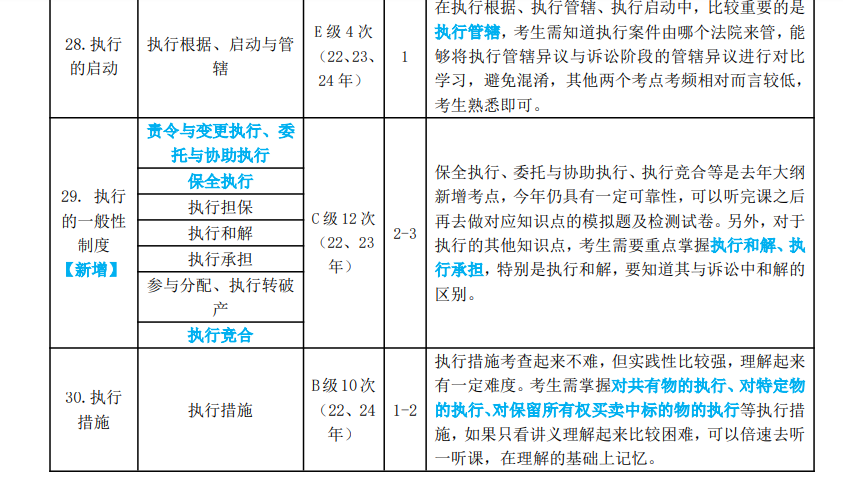 在执行根据、执行管辖、执行启动中，比较重要的是
执行管辖，考生需知道执行案件由哪个法院来管，能
够将执行管辖异议与诉讼阶段的管辖异议进行对比
学习，避免混淆，其他两个考点考频相对而言较低，
考生熟悉即可。
28.执行
的启动
执行根据、启动与管
辖
E 级 4 次
（22、23、
24 年）
1
29. 执行
的一般性
制度
【新增】
责令与变更执行、委
托与协助执行
保全执行
执行担保
执行和解
执行承担
参与分配、执行转破
产
执行竞合
C 级 12 次
（22、23
年）
2-3
保全执行、委托与协助执行、执行竞合等是去年大纲
新增考点，今年仍具有一定可靠性，可以听完课之后
再去做对应知识点的模拟题及检测试卷。另外，对于
执行的其他知识点，考生需要重点掌握执行和解、执
行承担，特别是执行和解，要知道其与诉讼中和解的
区别。
30.执行
措施
执行措施
B 级 10 次
（22、24
年）
1-2
执行措施考查起来不难，但实践性比较强，理解起来
有一定难度。考生需掌握对共有物的执行、对特定物
的执行、对保留所有权买卖中标的物的执行等执行措
施，如果只看讲义理解起来比较困难，可以倍速去听
一听课，在理解的基础上记忆。